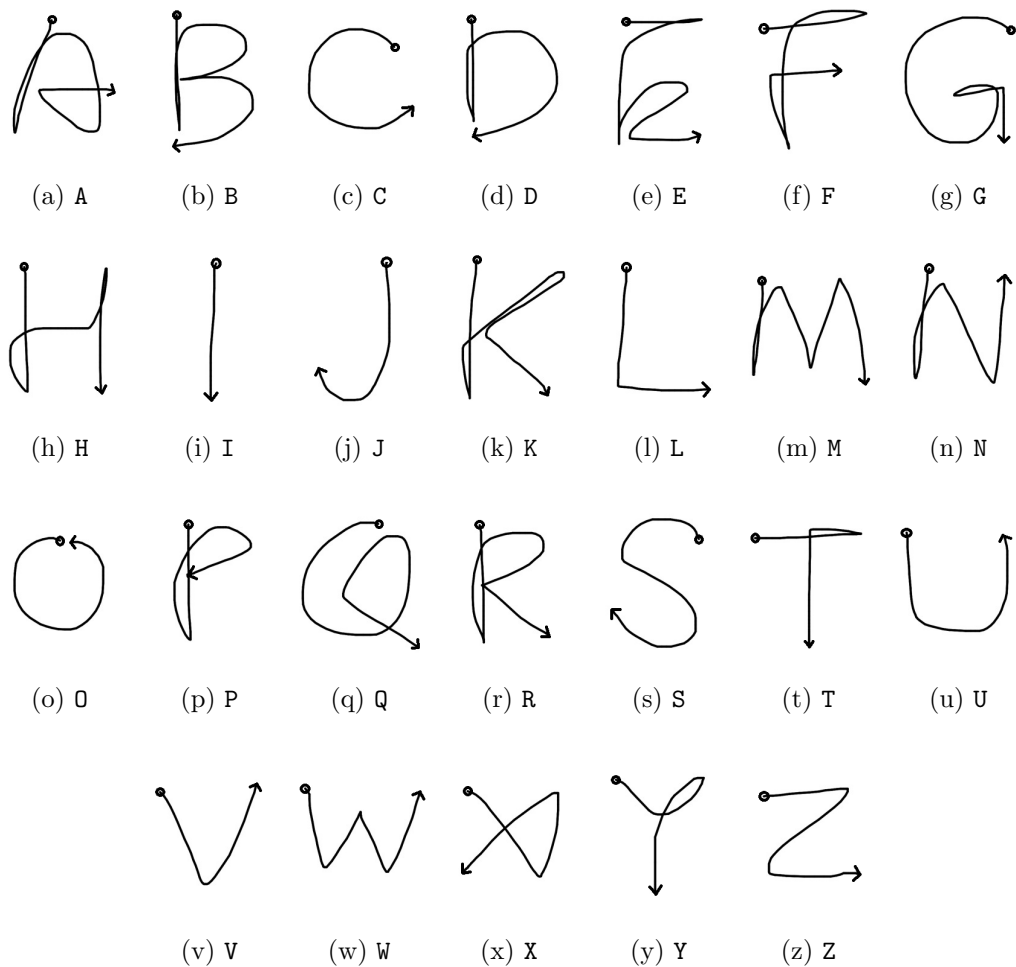 A B C D E F G
(a) A (b) B (c) C (d) D (e) E (f) F (g) G
H I J K L M N
(h) H (i) I (j) J (k) K (l) L (m) M (n) N
O P Q R S T U
(o) O (p) P (q) Q (r) R (s) S (t) T (u) U
V W X Y Z
(v) V (w) W (x) X (y) Y (z) Z